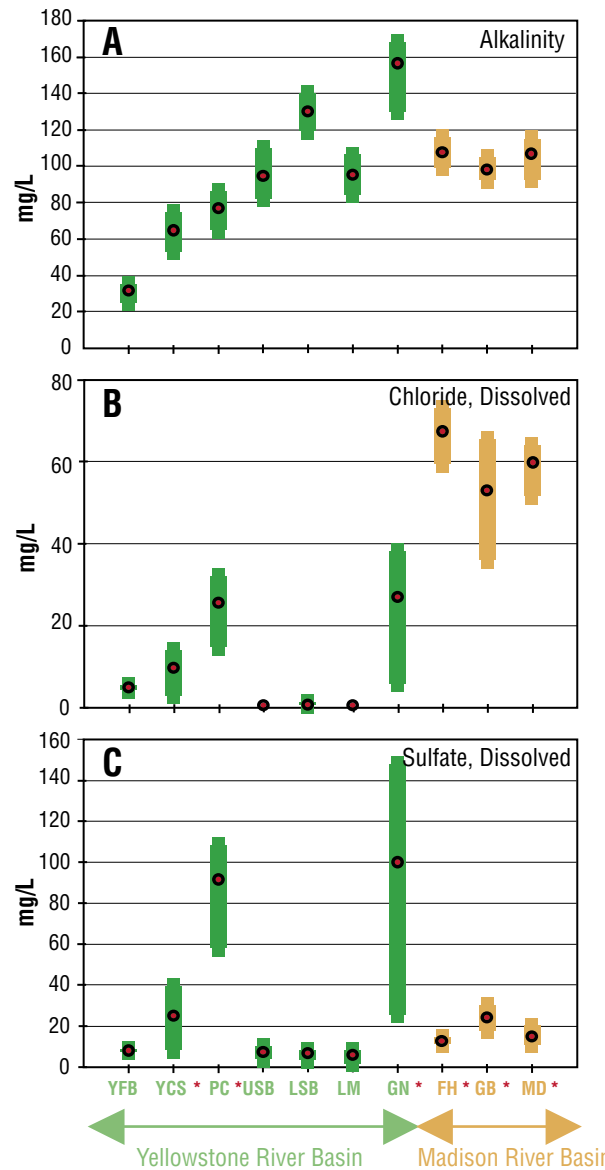 A
Alkalinity
180
160
140
120
100
80
60
40
20
0
mg/L
B
Chloride, Dissolved
80
60
40
20
0
mg/L
C
Sulfate, Dissolved
160
140
120
100
80
60
40
20
0
mg/L
YFB YCS * PC * USB LSB LM GN * FH * GB * MD *
Yellowstone River Basin Madison River Basin